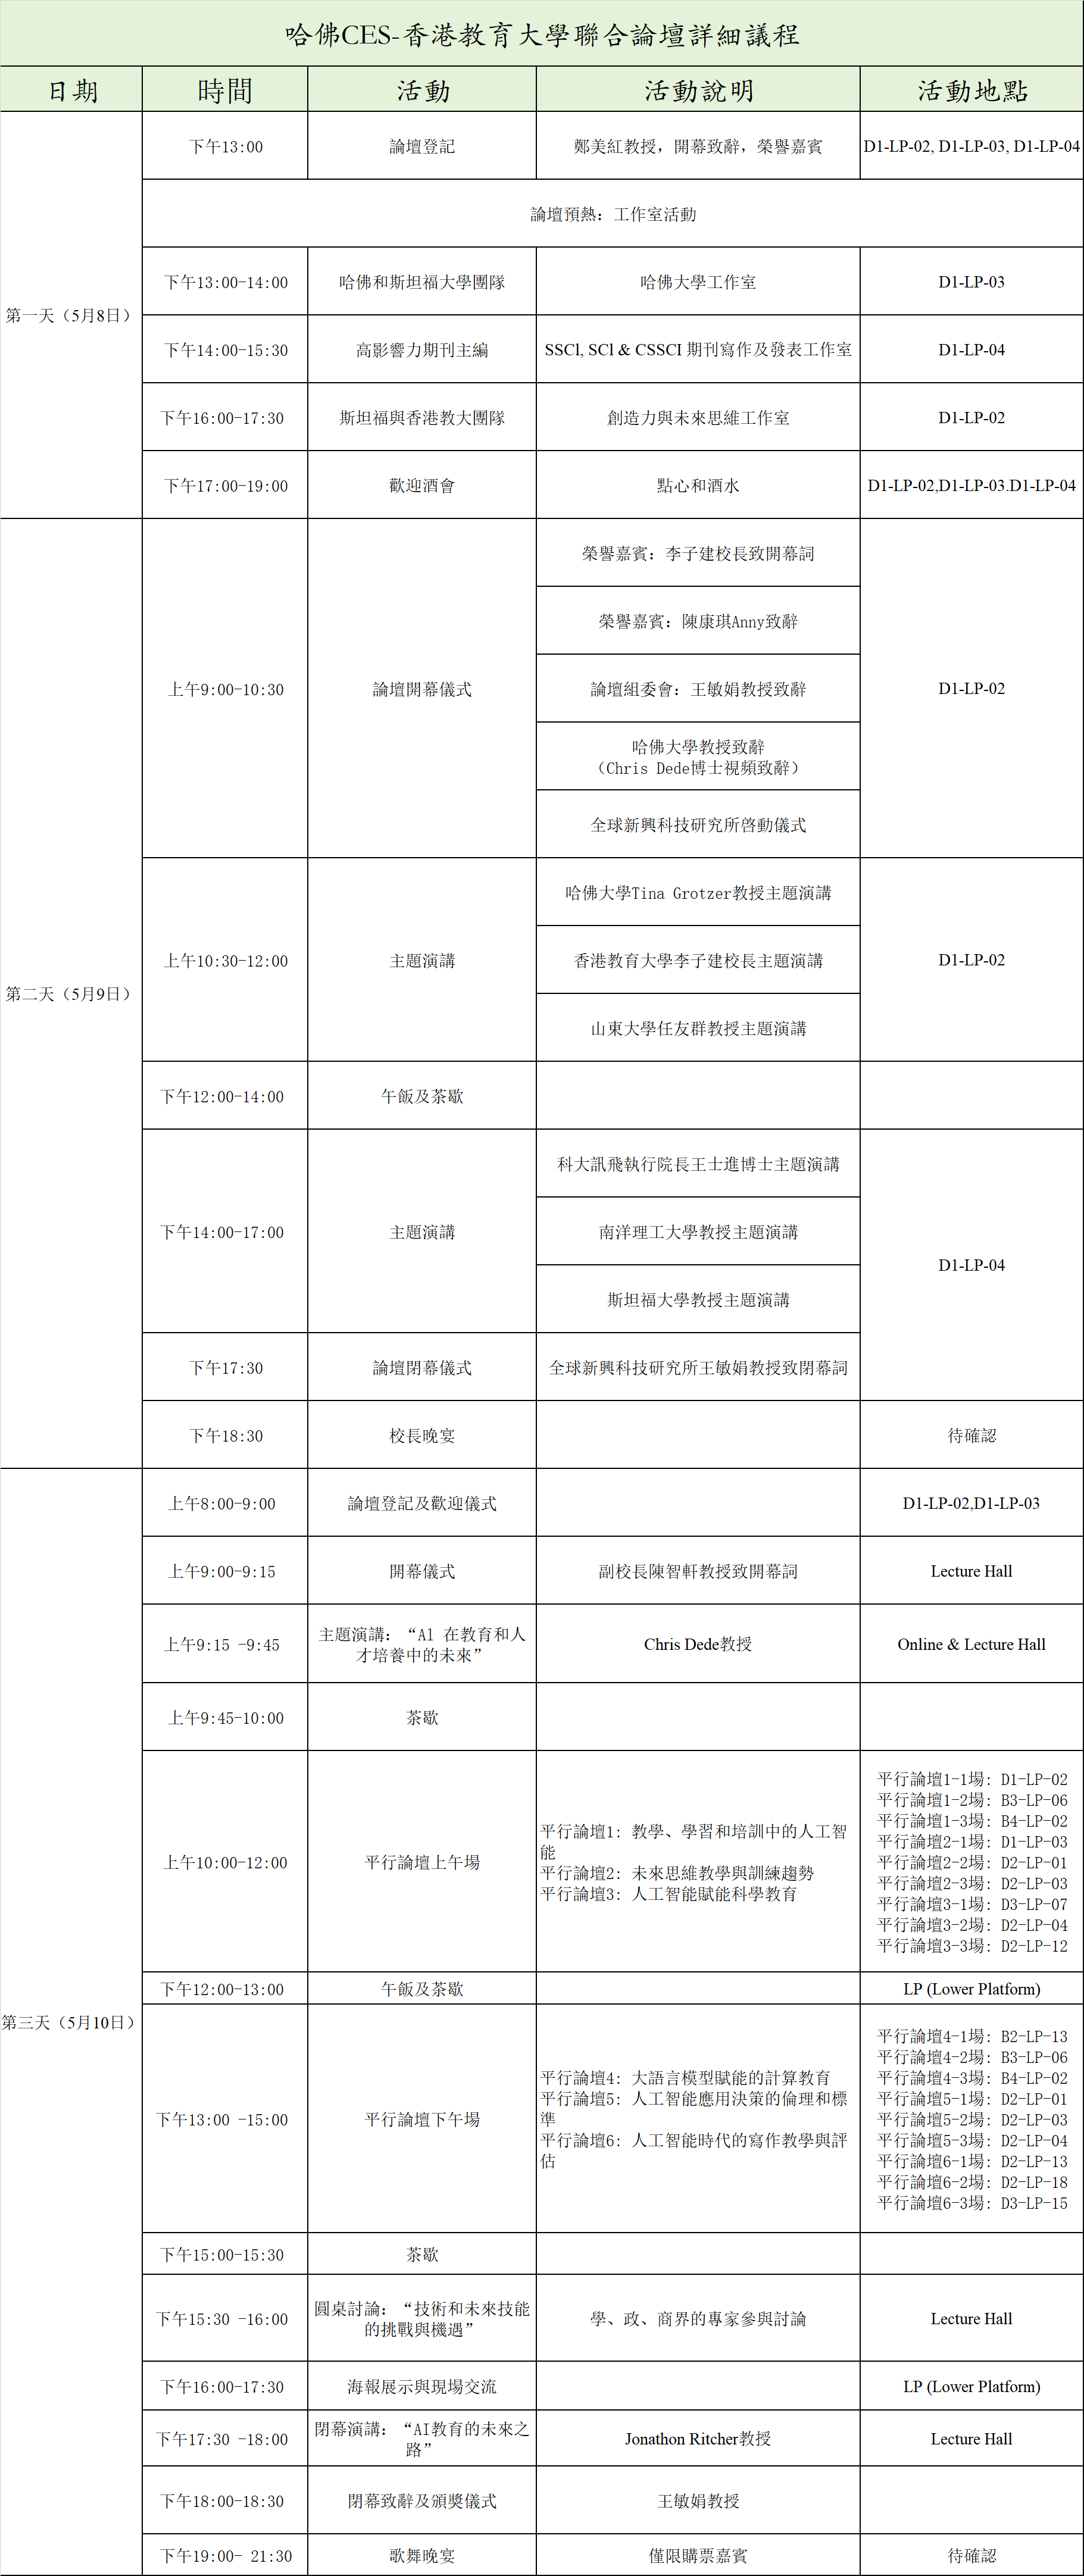 哈佛CES-香港教育大學聯合論壇詳細議程
日期 時間 活動 活動說明 活動地點
第一天（5月8日）
下午13:00 論壇登記 鄭美紅教授，開幕致辭，榮譽嘉賓 D1-LP-02, D1-LP-03, D1-LP-04
論壇預熱：工作室活動
下午13:00-14:00 哈佛和斯坦福大學團隊 哈佛大學工作室 D1-LP-03
下午14:00-15:30 高影響力期刊主編 SSCl, SCl & CSSCI 期刊寫作及發表工作室 D1-LP-04
下午16:00-17:30 斯坦福與香港教大團隊 創造力與未來思維工作室 D1-LP-02
下午17:00-19:00 歡迎酒會 點心和酒水 D1-LP-02,D1-LP-03.D1-LP-04
第二天（5月9日）
上午9:00-10:30 論壇開幕儀式
榮譽嘉賓：李子建校長致開幕詞
榮譽嘉賓：陳康琪Anny致辭
論壇組委會：王敏娟教授致辭
哈佛大學教授致辭
（Chris Dede博士視頻致辭）
全球新興科技研究所啓動儀式
D1-LP-02
上午10:30-12:00 主題演講
哈佛大學Tina Grotzer教授主題演講
香港教育大學李子建校長主題演講
山東大學任友群教授主題演講
D1-LP-02
下午12:00-14:00 午飯及茶歇
下午14:00-17:00 主題演講
科大訊飛執行院長王士進博士主題演講
南洋理工大學教授主題演講
斯坦福大學教授主題演講
D1-LP-04
下午17:30 論壇閉幕儀式 全球新興科技研究所王敏娟教授致閉幕詞
下午18:30 校長晚宴 待確認
第三天（5月10日）
上午8:00-9:00 論壇登記及歡迎儀式 D1-LP-02,D1-LP-03
上午9:00-9:15 開幕儀式 副校長陳智軒教授致開幕詞 Lecture Hall
上午9:15 -9:45
主題演講：“Al 在教育和人
才培養中的未來”
Chris Dede教授 Online & Lecture Hall
上午9:45-10:00 茶歇
上午10:00-12:00 平行論壇上午場
平行論壇1: 教學、學習和培訓中的人工智
能
平行論壇2: 未來思維教學與訓練趨勢
平行論壇3: 人工智能賦能科學教育
平行論壇1-1場: D1-LP-02
平行論壇1-2場: B3-LP-06
平行論壇1-3場: B4-LP-02
平行論壇2-1場: D1-LP-03
平行論壇2-2場: D2-LP-01
平行論壇2-3場: D2-LP-03
平行論壇3-1場: D3-LP-07
平行論壇3-2場: D2-LP-04
平行論壇3-3場: D2-LP-12
下午12:00-13:00 午飯及茶歇 LP (Lower Platform)
下午13:00 -15:00 平行論壇下午場
平行論壇4: 大語言模型賦能的計算教育
平行論壇5: 人工智能應用決策的倫理和標
準
平行論壇6: 人工智能時代的寫作教學與評
估
平行論壇4-1場: B2-LP-13
平行論壇4-2場: B3-LP-06
平行論壇4-3場: B4-LP-02
平行論壇5-1場: D2-LP-01
平行論壇5-2場: D2-LP-03
平行論壇5-3場: D2-LP-04
平行論壇6-1場: D2-LP-13
平行論壇6-2場: D2-LP-18
平行論壇6-3場: D3-LP-15
下午15:00-15:30 茶歇
下午15:30 -16:00
圓桌討論：“技術和未來技能
的挑戰與機遇”
學、政、商界的專家參與討論 Lecture Hall
下午16:00-17:30 海報展示與現場交流 LP (Lower Platform)
下午17:30 -18:00
閉幕演講：“AI教育的未來之
路”
Jonathon Ritcher教授 Lecture Hall
下午18:00-18:30 閉幕致辭及頒獎儀式 王敏娟教授
下午19:00- 21:30 歌舞晚宴 僅限購票嘉賓 待確認